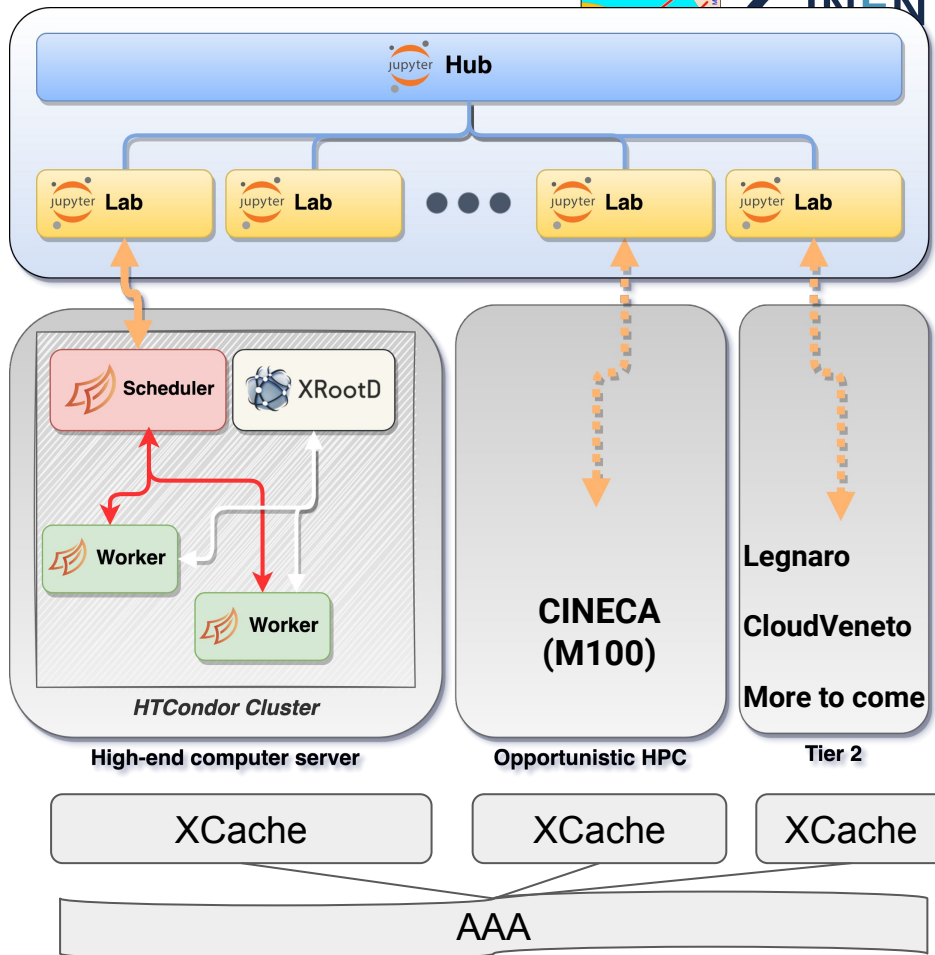 INFN
jupyter Hub
jupyter Lab
jupyter Lab
jupyter Lab
jupyter Lab
Scheduler
XRootD
Worker
Worker
HTCondor Cluster
High-end computer server
CINECA
(M100)
Opportunistic HPC
Legnaro
CloudVeneto
More to come
Tier 2
XCache
XCache
XCache
AAA